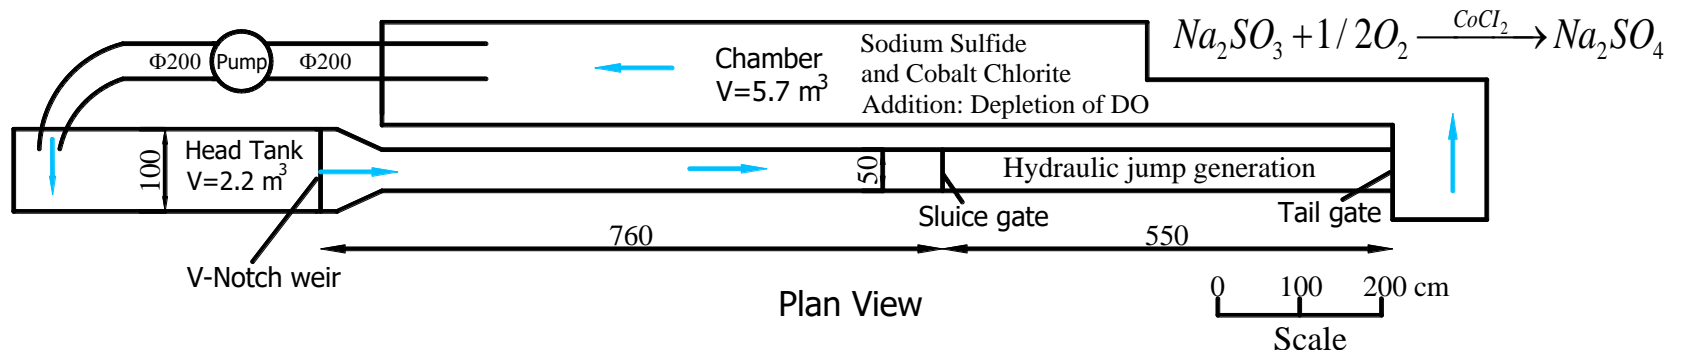 Φ200
Pump
Φ200
Chamber
V=5.7 m³
Sodium Sulfide
and Cobalt Chlorite
Addition: Depletion of DO
Na₂SO₃+1/2O₂ —CoCI₂→ Na₂SO₄
100
Head Tank
V=2.2 m³
50
Hydraulic jump generation
Sluice gate
Tail gate
760
550
V-Notch weir
Plan View
0 100 200 cm
Scale